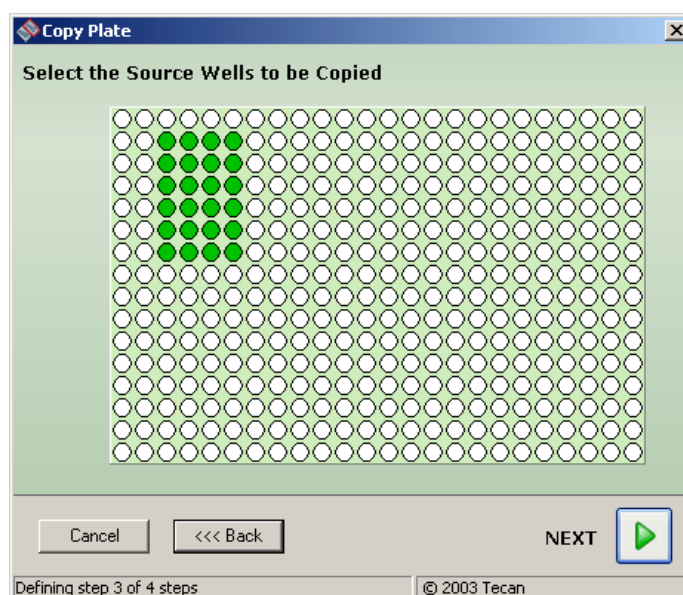 Copy Plate
Select the Source Wells to be Copied
Cancel
<<< Back
NEXT
Defining step 3 of 4 steps
© 2003 Tecan